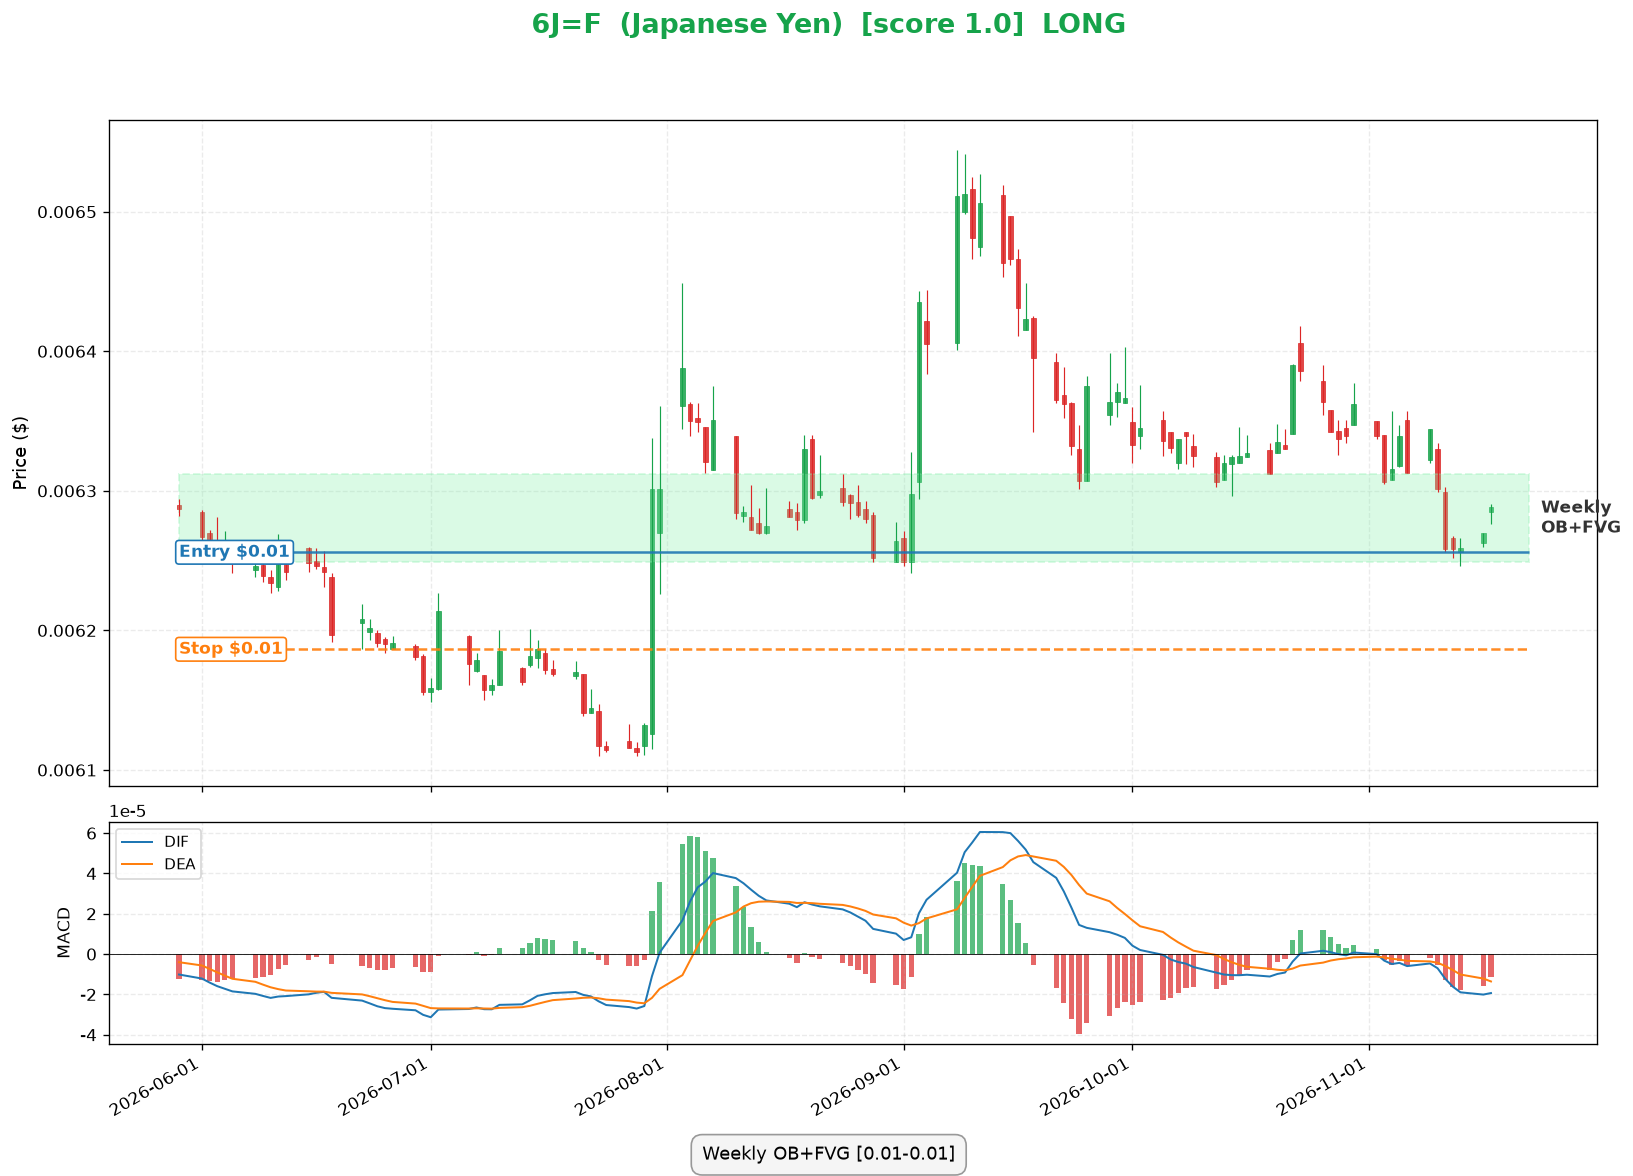 6J=F  (Japanese Yen)  [score 1.0]  LONG
Price ($)
0.0065
0.0064
0.0063
0.0062
0.0061
Entry $0.01
Stop $0.01
Weekly
OB+FVG
1e-5
DIF
DEA
MACD
6
4
2
0
-2
-4
2026-06-01
2026-07-01
2026-08-01
2026-09-01
2026-10-01
2026-11-01
Weekly OB+FVG [0.01-0.01]